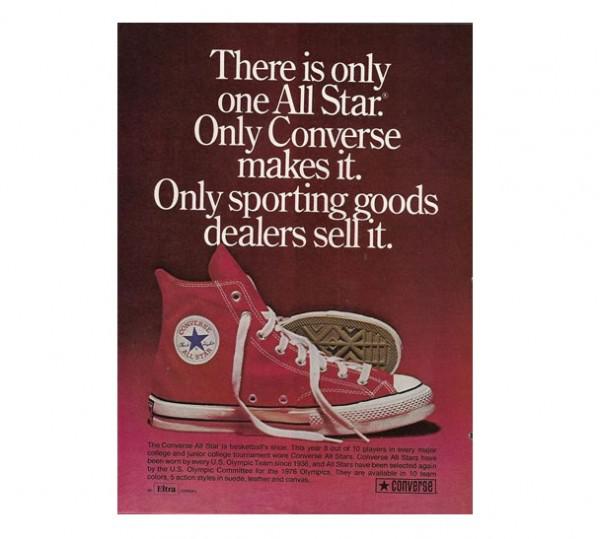 There is only
one All Star.®
Only Converse
makes it.
Only sporting goods
dealers sell it.
CONVERSE
ALL STAR
The Converse All Star is basketball's shoe. This year 8 out of 10 players in every major
college and junior college tournament wore Converse All Stars. Converse All Stars have
been worn by every U.S. Olympic Team since 1936, and All Stars have been selected again
by the U.S. Olympic Committee for the 1976 Olympics. They are available in 10 team
colors, 5 action styles in suede, leather and canvas.
an Eltra company
★ CONVERSE